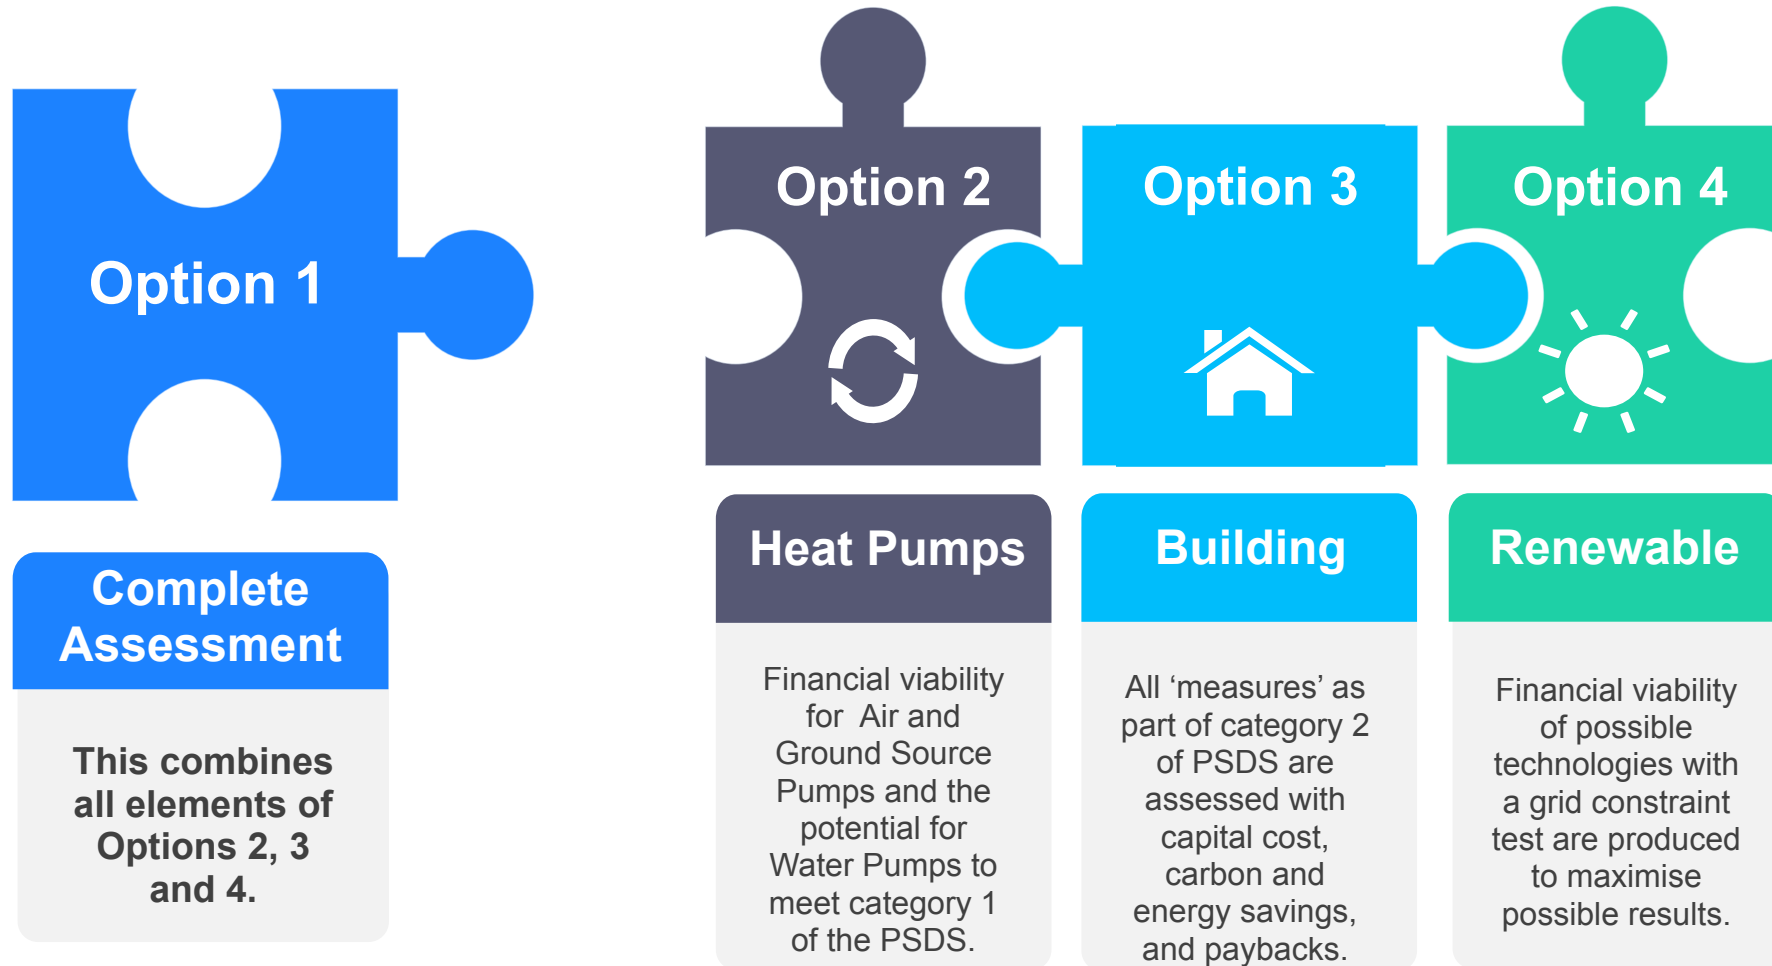 Option 1
Complete
Assessment
This combines
all elements of
Options 2, 3
and 4.
Option 2
Heat Pumps
Financial viability
for  Air and
Ground Source
Pumps and the
potential for
Water Pumps to
meet category 1
of the PSDS.
Option 3
Building
All ‘measures’ as
part of category 2
of PSDS are
assessed with
capital cost,
carbon and
energy savings,
and paybacks.
Option 4
Renewable
Financial viability
of possible
technologies with
a grid constraint
test are produced
to maximise
possible results.